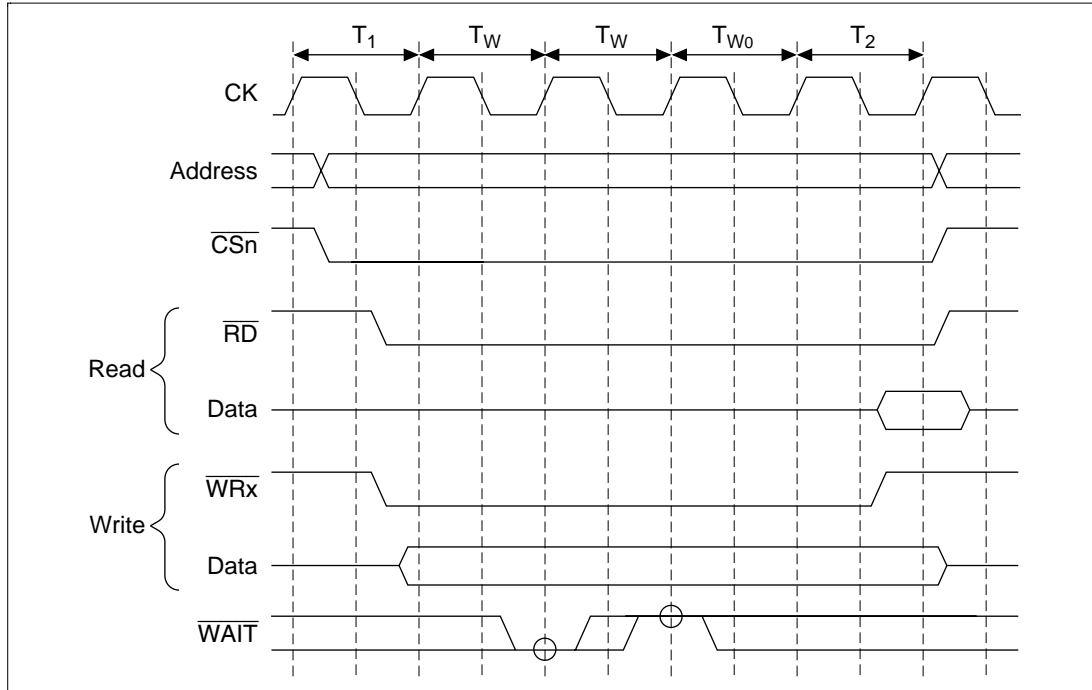 T1 TW TW TW0 T2
CK
Address
CSn
RD
Read
Data
WRx
Write
Data
WAIT